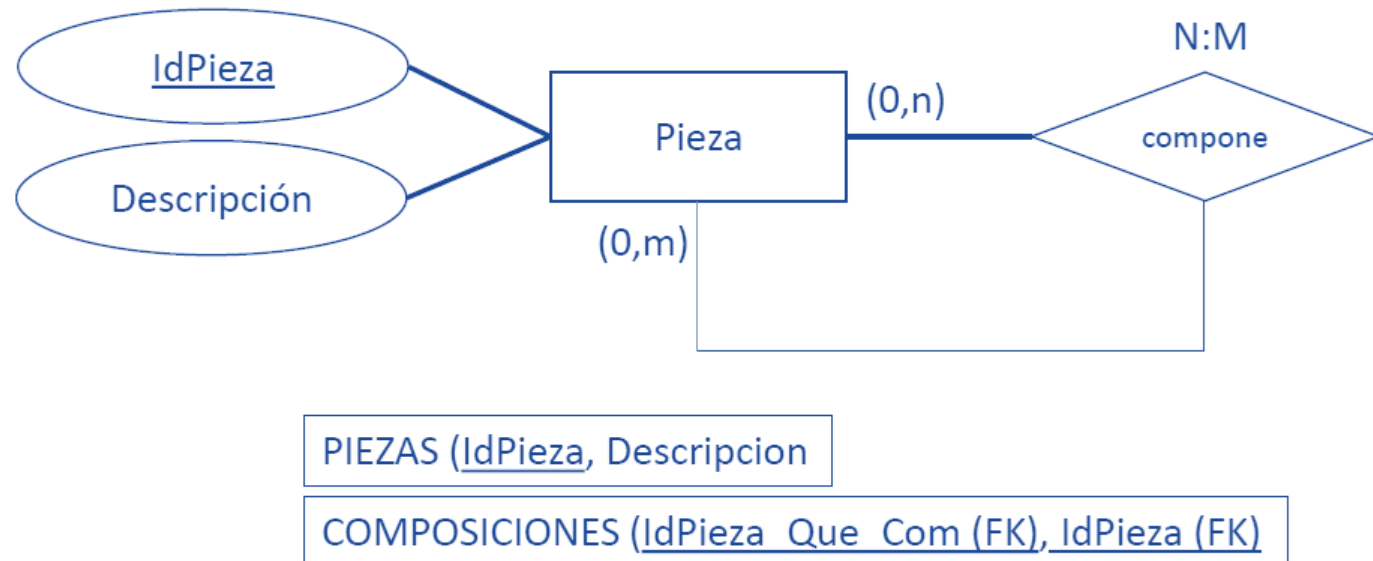 N:M
IdPieza
(0,n)
Pieza
compone
Descripción
(0,m)
PIEZAS (IdPieza, Descripcion
COMPOSICIONES (IdPieza_Que_Com (FK), IdPieza (FK)